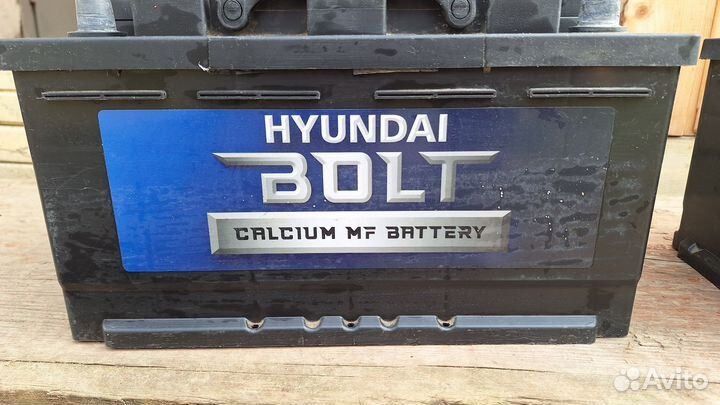 HYUNDAI
BOLT
CALCIUM MF BATTERY
Avito